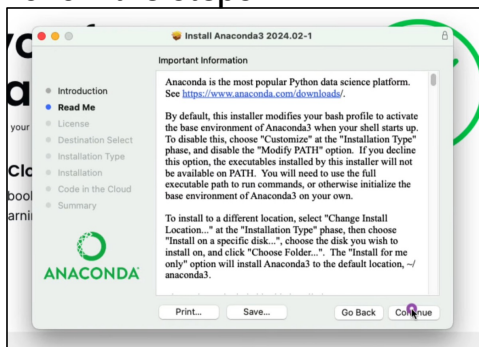 Install Anaconda3 2024.02-1
Important Information
Introduction
Read Me
License
Destination Select
Installation Type
Installation
Code in the Cloud
Summary
ANACONDA
Anaconda is the most popular Python data science platform.
See https://www.anaconda.com/downloads/.
By default, this installer modifies your bash profile to activate
the base environment of Anaconda3 when your shell starts up.
To disable this, choose "Customize" at the "Installation Type"
phase, and disable the "Modify PATH" option. If you decline
this option, the executables installed by this installer will not
be available on PATH. You will need to use the full
executable path to run commands, or otherwise initialize the
base environment of Anaconda3 on your own.
To install to a different location, select "Change Install
Location..." at the "Installation Type" phase, then choose
"Install on a specific disk...", choose the disk you wish to
install on, and click "Choose Folder...". The "Install for me
only" option will install Anaconda3 to the default location, ~/
anaconda3.
Print...
Save...
Go Back
Continue
your